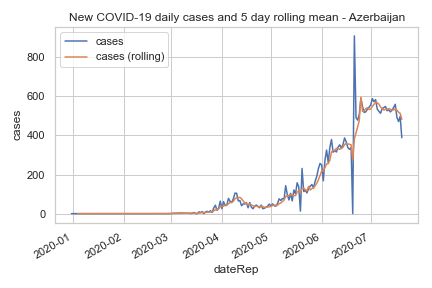 New COVID-19 daily cases and 5 day rolling mean - Azerbaijan
cases
cases (rolling)
800
600
400
200
0
cases
2020-01
2020-02
2020-03
2020-04
2020-05
2020-06
2020-07
dateRep